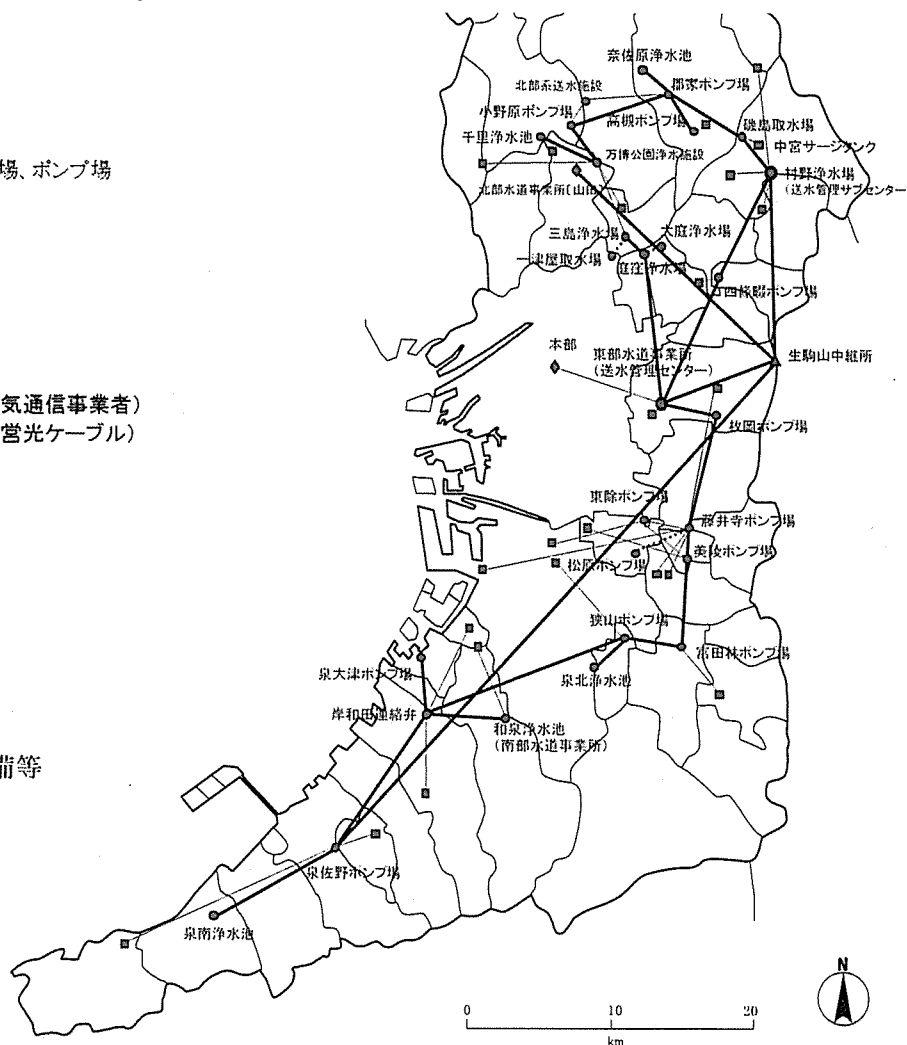 奈佐原浄水池
郡家ポンプ場
北部系送水施設
小野原ポンプ場
高槻ポンプ場
磯島取水場
千里浄水池
中宮サージタンク
万博公園浄水施設
場、ポンプ場
村野浄水場
(送水管理サブセンター
北部水道事業所(山田)
三島浄水場
大庭浄水場
一津屋取水場
庭窪浄水場
四條畷ポンプ場
本部
東部水道事業所
(送水管理センター)
生駒山中継所
気通信事業者)
営光ケーブル)
枚岡ポンプ場
東除ポンプ場
藤井寺ポンプ場
美陵ポンプ場
松原ポンプ場
狭山ポンプ場
富田林ポンプ場
泉大津ポンプ場
泉北浄水池
岸和田連絡弁
和泉浄水池
(南部水道事業所)
備等
泉佐野ポンプ場
泉南浄水池
N
0 10 20
km